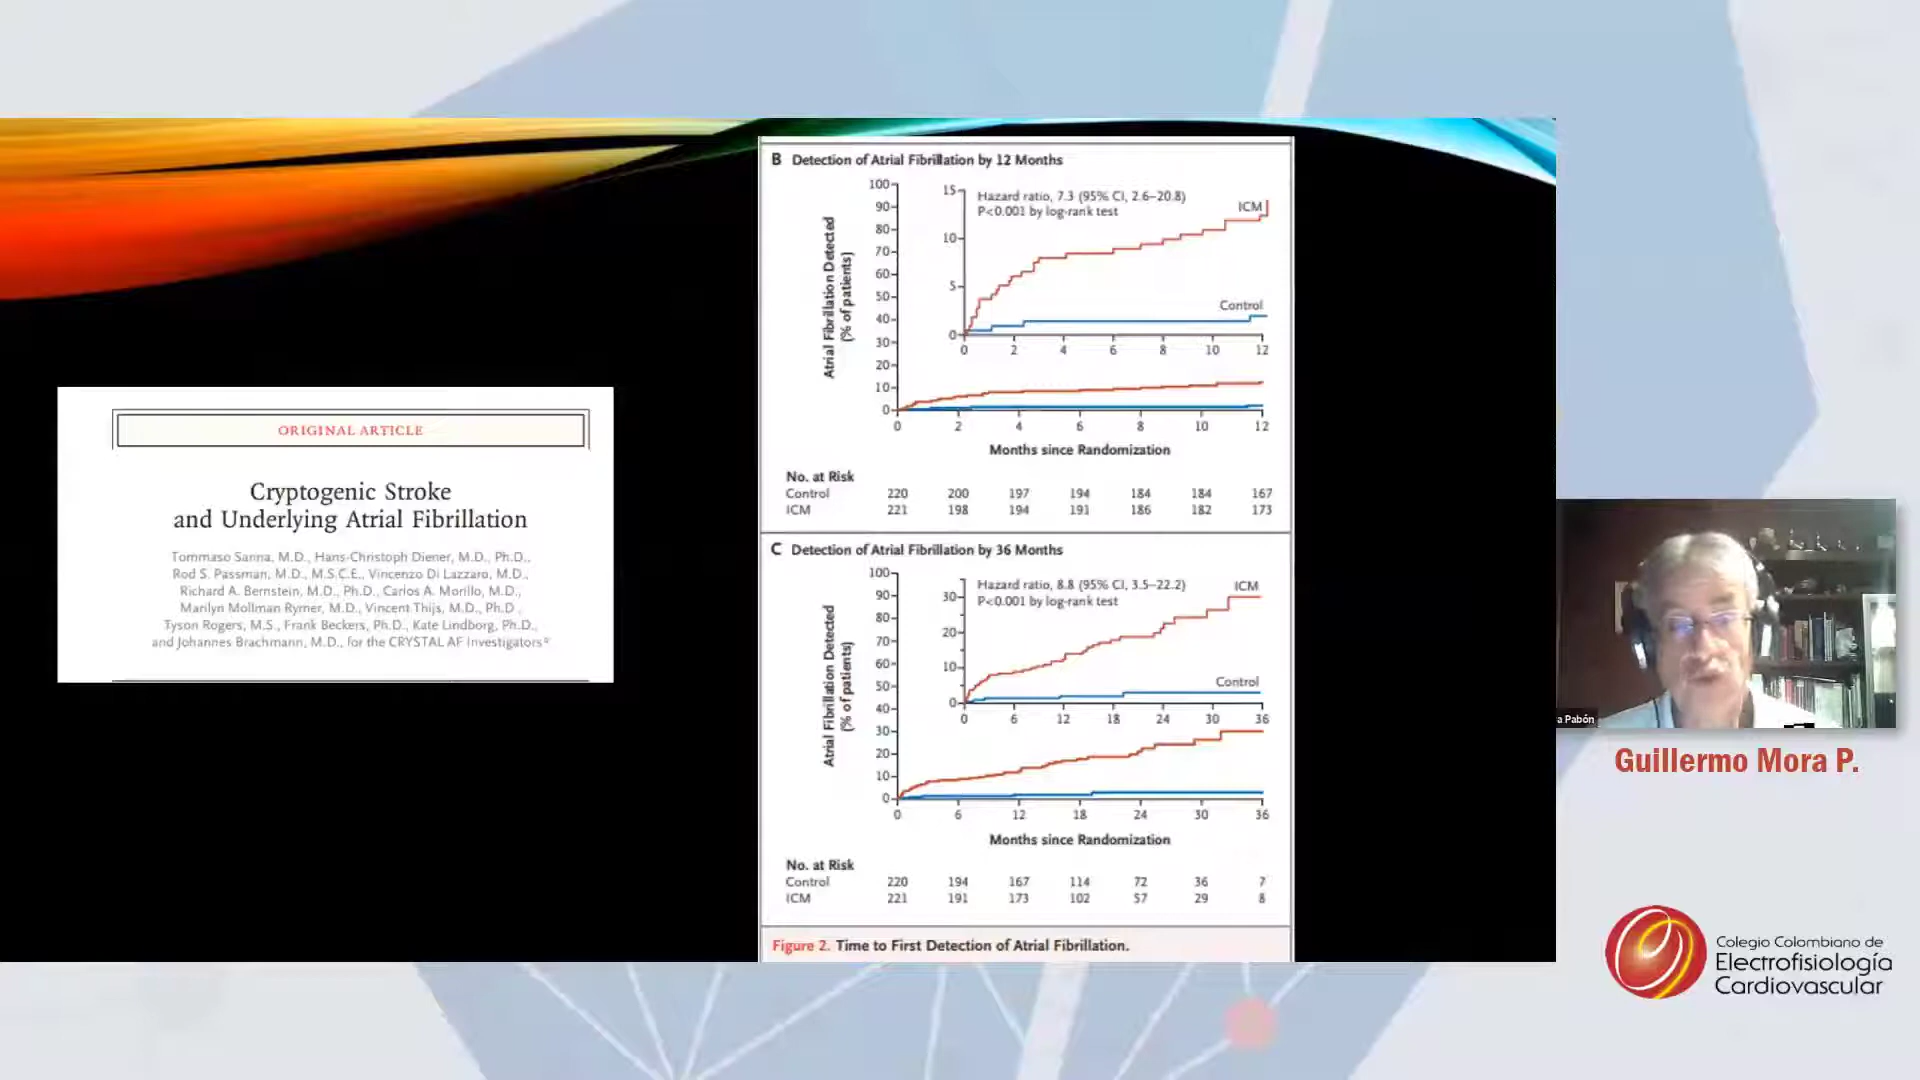 ORIGINAL ARTICLE
Cryptogenic Stroke
and Underlying Atrial Fibrillation
Tommaso Sanna, M.D., Hans-Christoph Diener, M.D., Ph.D.,
Rod S. Passman, M.D., M.S.C.E., Vincenzo Di Lazzaro, M.D.,
Richard A. Bernstein, M.D., Ph.D., Carlos A. Morillo, M.D.,
Marilyn Mollman Rymer, M.D., Vincent Thijs, M.D., Ph.D.,
Tyson Rogers, M.S., Frank Beckers, Ph.D., Kate Lindborg, Ph.D.,
and Johannes Brachmann, M.D., for the CRYSTAL AF Investigators*
B Detection of Atrial Fibrillation by 12 Months
Atrial Fibrillation Detected
(% of patients)
100
90
80
70
60
50
40
30
20
10
0
15
10
5
0
Hazard ratio, 7.3 (95% CI, 2.6–20.8)
P<0.001 by log-rank test
ICM
Control
0 2 4 6 8 10 12
0 2 4 6 8 10 12
Months since Randomization
No. at Risk
Control 220 200 197 194 184 184 167
ICM 221 198 194 191 186 182 173
C Detection of Atrial Fibrillation by 36 Months
Atrial Fibrillation Detected
(% of patients)
100
90
80
70
60
50
40
30
20
10
0
30
20
10
0
Hazard ratio, 8.8 (95% CI, 3.5–22.2)
P<0.001 by log-rank test
ICM
Control
0 6 12 18 24 30 36
0 6 12 18 24 30 36
Months since Randomization
No. at Risk
Control 220 194 167 114 72 36 7
ICM 221 191 173 102 57 29 8
Figure 2. Time to First Detection of Atrial Fibrillation.
a Pabón
Guillermo Mora P.
Colegio Colombiano de
Electrofisiología
Cardiovascular